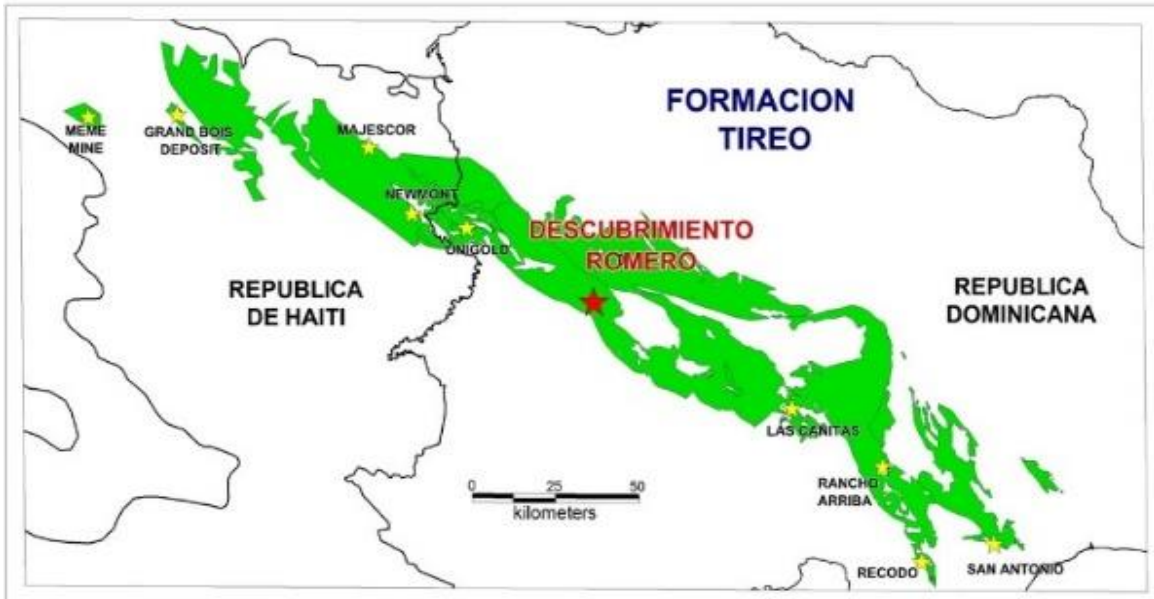 FORMACION
TIREO
MEME
MINE
GRAND BOIS
DEPOSIT
MAJESCOR
NEWMONT
UNIGOLD
DESCUBRIMIENTO
ROMERO
REPUBLICA
DE HAITI
REPUBLICA
DOMINICANA
LAS CAÑITAS
RANCHO
ARRIBA
RECODO
SAN ANTONIO
0 25 50
kilometers